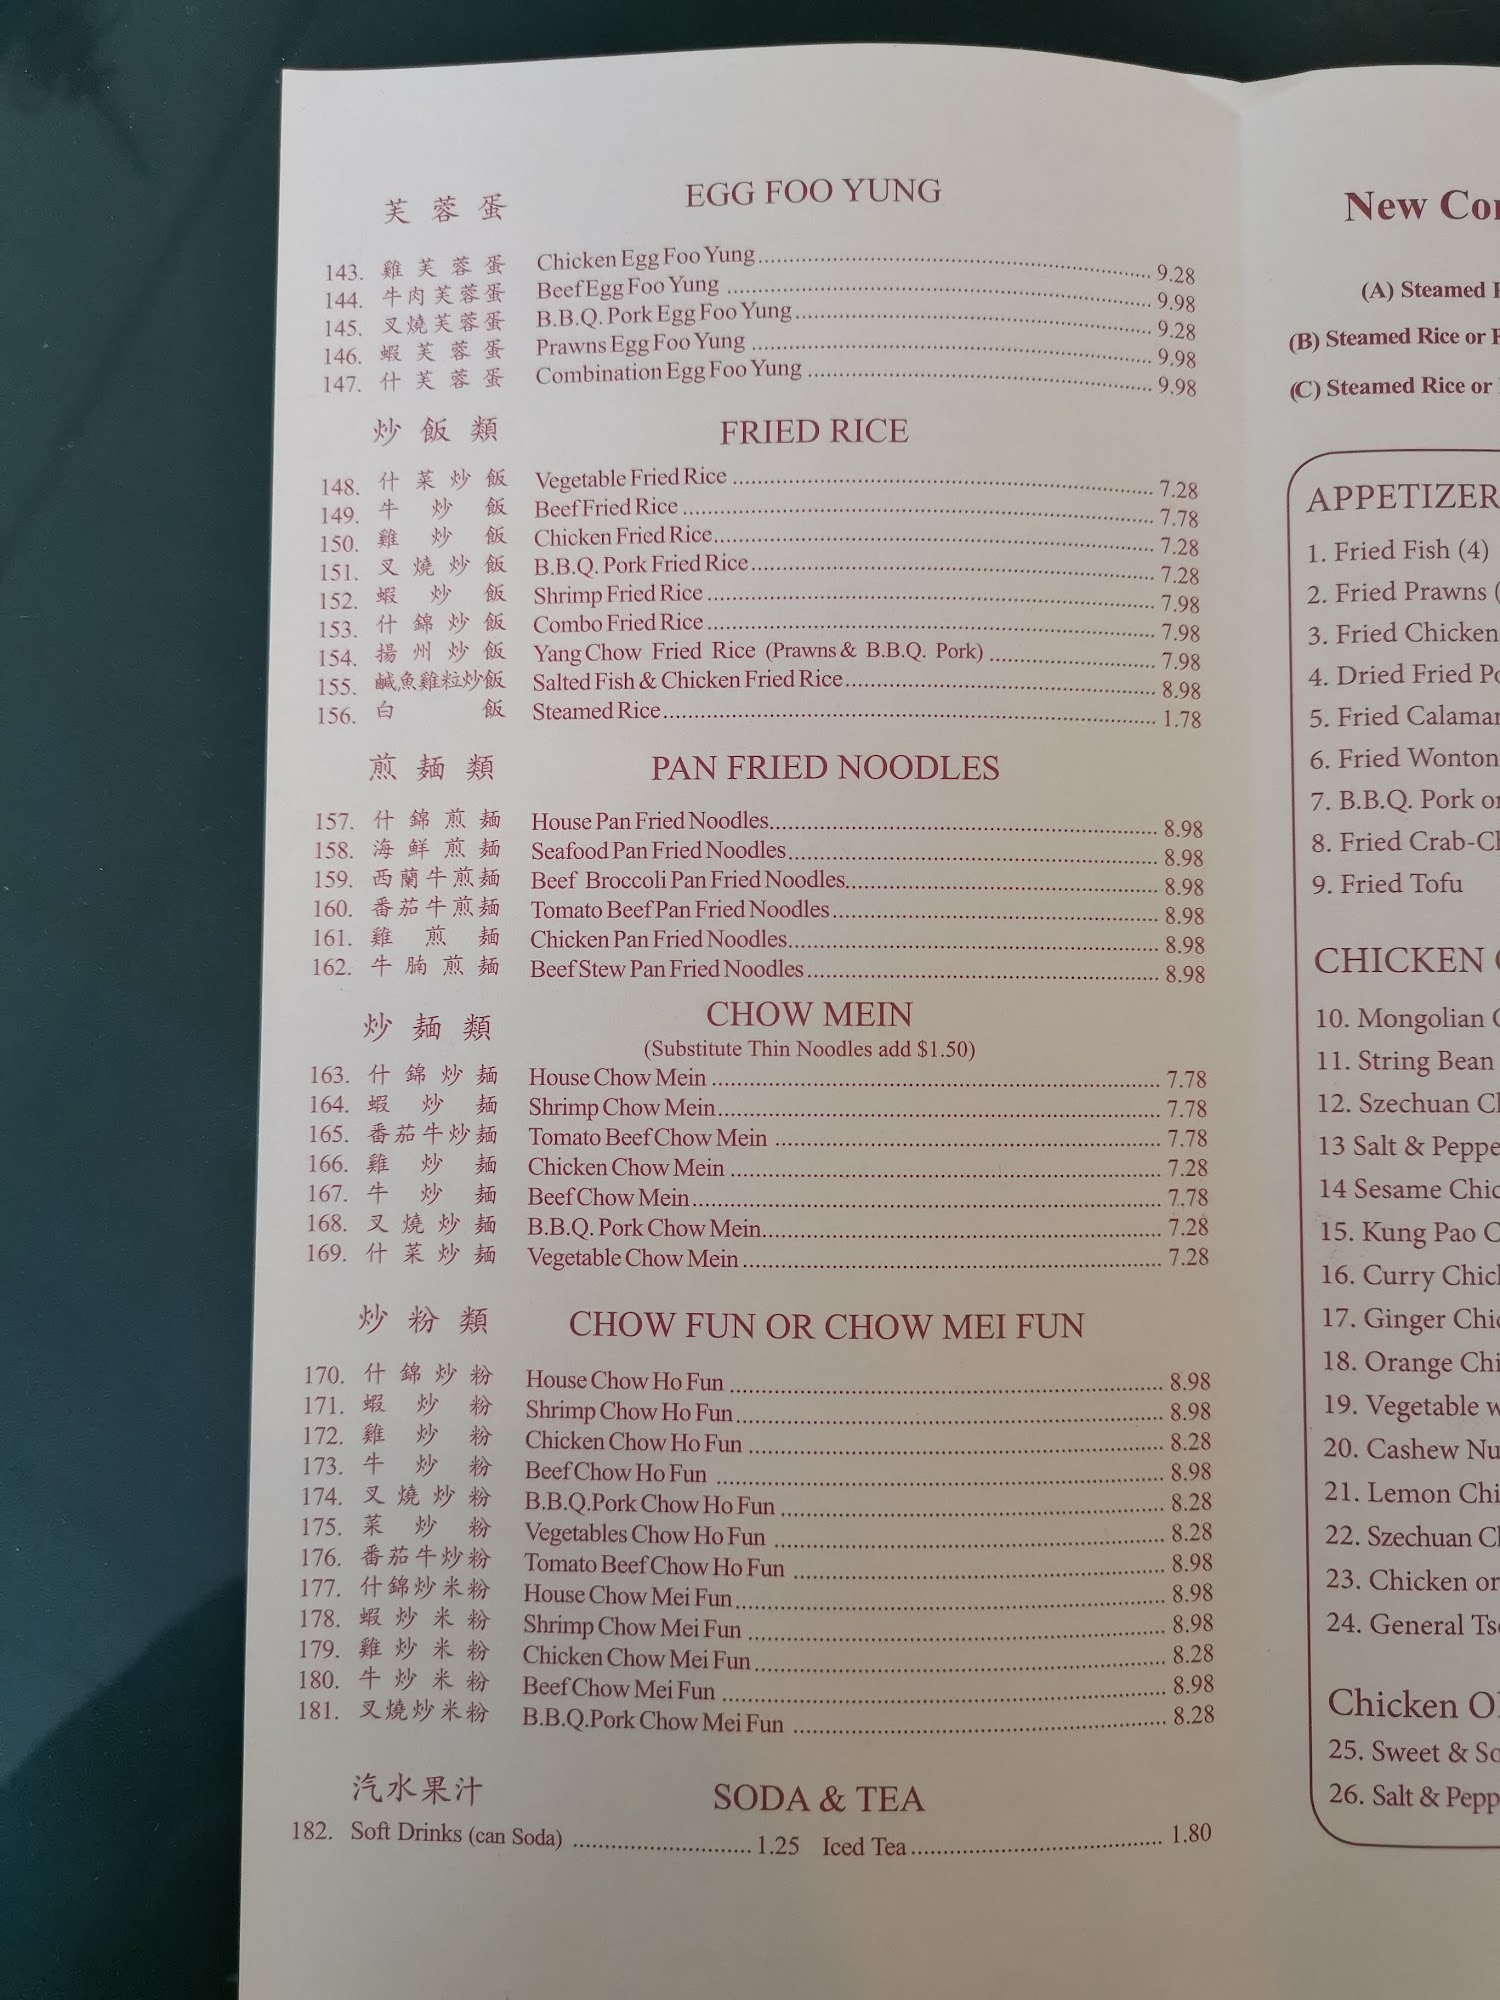 芙蓉蛋 EGG FOO YUNG
143. 雞芙蓉蛋 Chicken Egg Foo Yung 9.28
144. 牛肉芙蓉蛋 Beef Egg Foo Yung 9.98
145. 叉燒芙蓉蛋 B.B.Q. Pork Egg Foo Yung 9.28
146. 蝦芙蓉蛋 Prawns Egg Foo Yung 9.98
147. 什芙蓉蛋 Combination Egg Foo Yung 9.98
炒飯類 FRIED RICE
148. 什菜炒飯 Vegetable Fried Rice 7.28
149. 牛炒飯 Beef Fried Rice 7.78
150. 雞炒飯 Chicken Fried Rice 7.28
151. 叉燒炒飯 B.B.Q. Pork Fried Rice 7.28
152. 蝦炒飯 Shrimp Fried Rice 7.98
153. 什錦炒飯 Combo Fried Rice 7.98
154. 揚州炒飯 Yang Chow Fried Rice (Prawns & B.B.Q. Pork) 7.98
155. 鹹魚雞粒炒飯 Salted Fish & Chicken Fried Rice 8.98
156. 白飯 Steamed Rice 1.78
煎麵類 PAN FRIED NOODLES
157. 什錦煎麵 House Pan Fried Noodles 8.98
158. 海鮮煎麵 Seafood Pan Fried Noodles 8.98
159. 西蘭牛煎麵 Beef Broccoli Pan Fried Noodles 8.98
160. 番茄牛煎麵 Tomato Beef Pan Fried Noodles 8.98
161. 雞煎麵 Chicken Pan Fried Noodles 8.98
162. 牛腩煎麵 Beef Stew Pan Fried Noodles 8.98
炒麵類 CHOW MEIN
(Substitute Thin Noodles add $1.50)
163. 什錦炒麵 House Chow Mein 7.78
164. 蝦炒麵 Shrimp Chow Mein 7.78
165. 番茄牛炒麵 Tomato Beef Chow Mein 7.78
166. 雞炒麵 Chicken Chow Mein 7.28
167. 牛炒麵 Beef Chow Mein 7.78
168. 叉燒炒麵 B.B.Q. Pork Chow Mein 7.28
169. 什菜炒麵 Vegetable Chow Mein 7.28
炒粉類 CHOW FUN OR CHOW MEI FUN
170. 什錦炒粉 House Chow Ho Fun 8.98
171. 蝦炒粉 Shrimp Chow Ho Fun 8.98
172. 雞炒粉 Chicken Chow Ho Fun 8.28
173. 牛炒粉 Beef Chow Ho Fun 8.98
174. 叉燒炒粉 B.B.Q.Pork Chow Ho Fun 8.28
175. 菜炒粉 Vegetables Chow Ho Fun 8.28
176. 番茄牛炒粉 Tomato Beef Chow Ho Fun 8.98
177. 什錦炒米粉 House Chow Mei Fun 8.98
178. 蝦炒米粉 Shrimp Chow Mei Fun 8.98
179. 雞炒米粉 Chicken Chow Mei Fun 8.28
180. 牛炒米粉 Beef Chow Mei Fun 8.98
181. 叉燒炒米粉 B.B.Q.Pork Chow Mei Fun 8.28
汽水果汁 SODA & TEA
182. Soft Drinks (can Soda) 1.25 Iced Tea 1.80
New
(A) Steamed
(B) Steamed Rice or
(C) Steamed Rice or
APPETIZER
1. Fried Fish (4)
2. Fried Prawns (
3. Fried Chicken
4. Dried Fried
5. Fried
6. Fried Wonton
7. B.B.Q. Pork
8. Fried
9. Fried Tofu
CHICKEN
10. Mongolian
11. String Bean
12. Szechuan
13 Salt &
14 Sesame
15. Kung Pao
16. Curry
17. Ginger
18. Orange
19. Vegetable
20. Cashew
21. Lemon
22. Szechuan
23. Chicken or
24. General
Chicken
25. Sweet &
26. Salt &